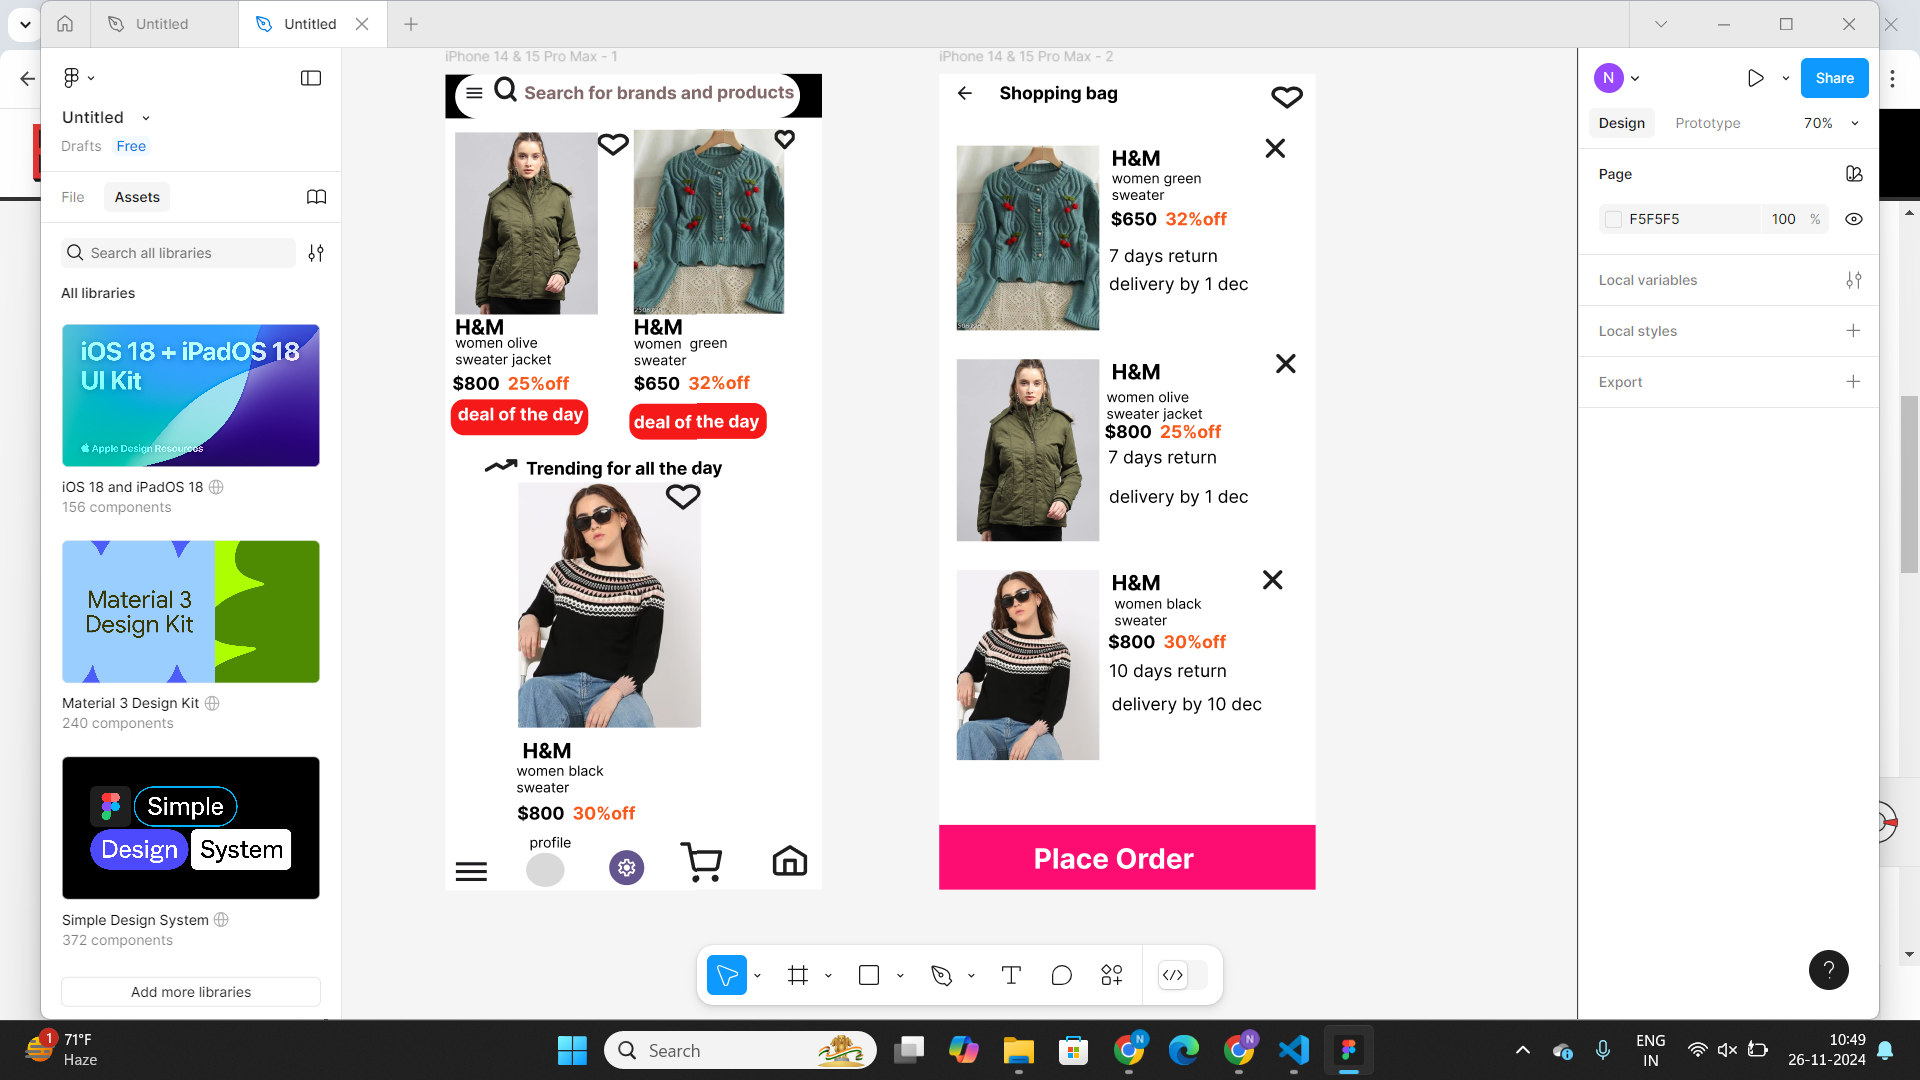 Untitled
Untitled
Untitled
Drafts Free
File Assets
Search all libraries
All libraries
iOS 18 + iPadOS 18
UI Kit
Apple Design Resources
iOS 18 and iPadOS 18
156 components
Material 3
Design Kit
Material 3 Design Kit
240 components
Simple
Design System
Simple Design System
372 components
Add more libraries
iPhone 14 & 15 Pro Max - 1
Search for brands and products
H&M
women olive
sweater jacket
$800 25%off
deal of the day
H&M
women green
sweater
$650 32%off
deal of the day
Trending for all the day
H&M
women black
sweater
$800 30%off
profile
iPhone 14 & 15 Pro Max - 2
Shopping bag
H&M
women green
sweater
$650 32%off
7 days return
delivery by 1 dec
H&M
women olive
sweater jacket
$800 25%off
7 days return
delivery by 1 dec
H&M
women black
sweater
$800 30%off
10 days return
delivery by 10 dec
Place Order
N
Share
Design Prototype 70%
Page
F5F5F5 100 %
Local variables
Local styles
Export
?
1
71°F
Haze
Search
N
N
ENG
IN
10:49
26-11-2024